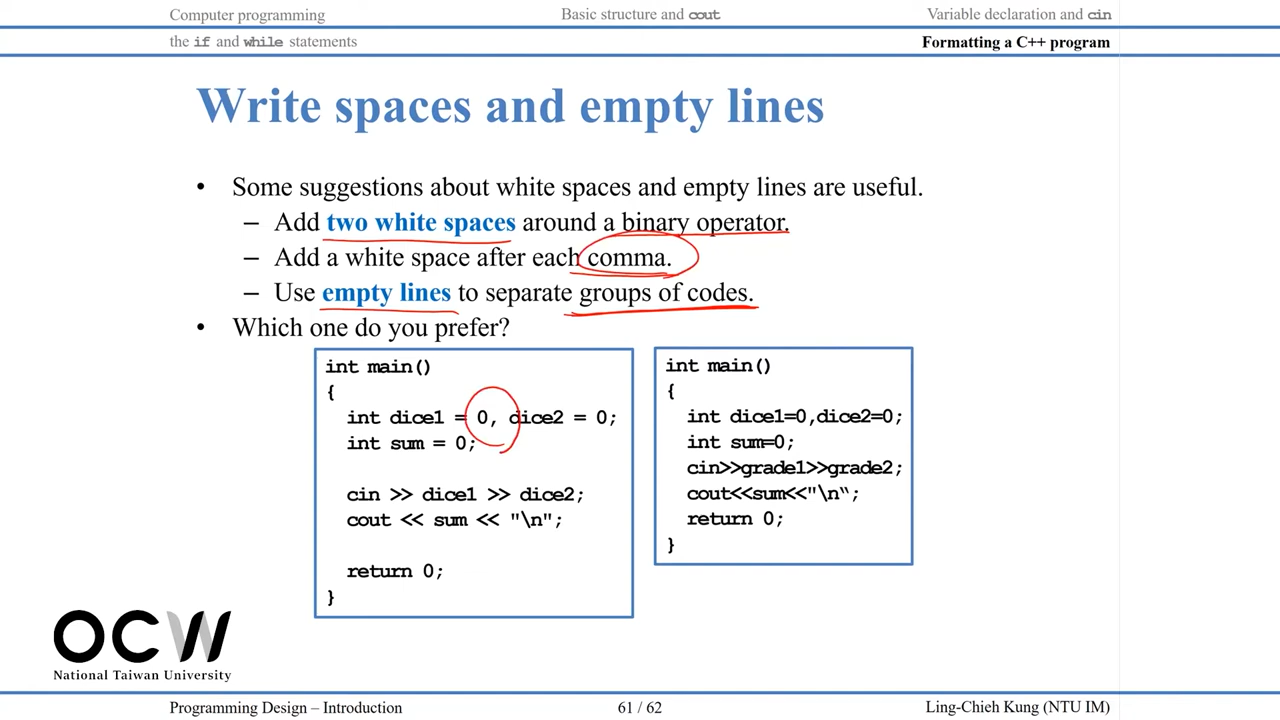 Computer programming
Basic structure and cout
Variable declaration and cin
the if and while statements
Formatting a C++ program
Write spaces and empty lines
• Some suggestions about white spaces and empty lines are useful.
– Add two white spaces around a binary operator.
– Add a white space after each comma.
– Use empty lines to separate groups of codes.
• Which one do you prefer?
int main()
{
int dice1 = 0, dice2 = 0;
int sum = 0;
cin >> dice1 >> dice2;
cout << sum << "\n";
return 0;
}
int main()
{
int dice1=0,dice2=0;
int sum=0;
cin>>grade1>>grade2;
cout<<sum<<"\n“;
return 0;
}
OCW
National Taiwan University
Programming Design – Introduction
61 / 62
Ling-Chieh Kung (NTU IM)